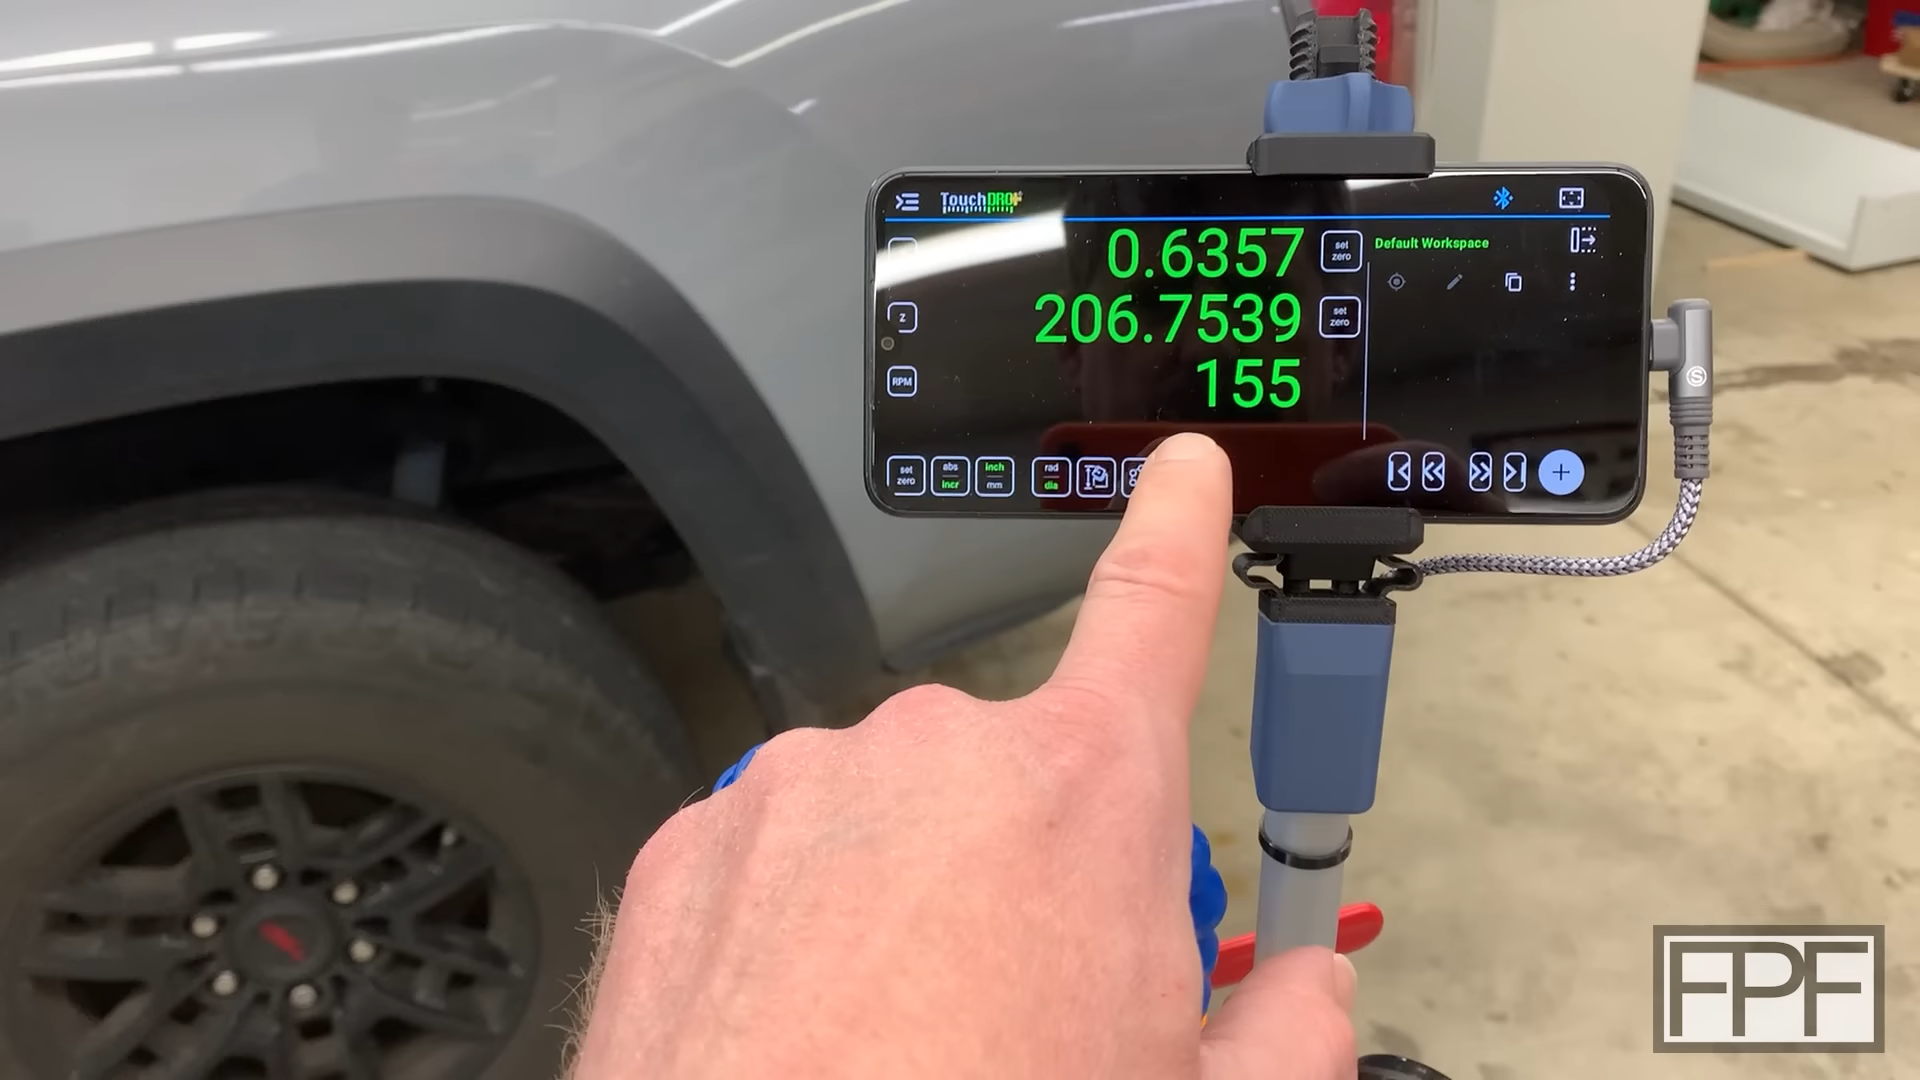 TouchDRO
0.6357
set zero
Default Workspace
Z
206.7539
set zero
RPM
155
set zero
abs incr
inch mm
rad dia
S
FPF